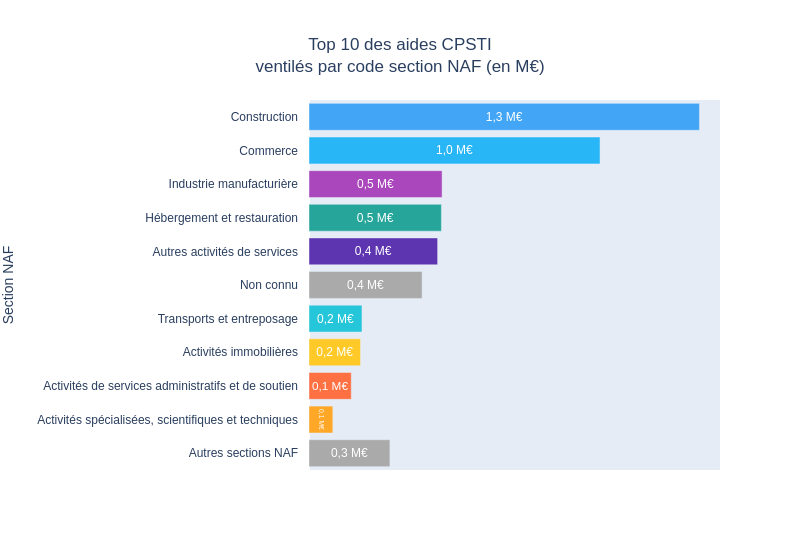 Top 10 des aides CPSTI
ventilés par code section NAF (en M€)
Section NAF
Construction 1,3 M€
Commerce 1,0 M€
Industrie manufacturière 0,5 M€
Hébergement et restauration 0,5 M€
Autres activités de services 0,4 M€
Non connu 0,4 M€
Transports et entreposage 0,2 M€
Activités immobilières 0,2 M€
Activités de services administratifs et de soutien 0,1 M€
Activités spécialisées, scientifiques et techniques 0,1 M€
Autres sections NAF 0,3 M€